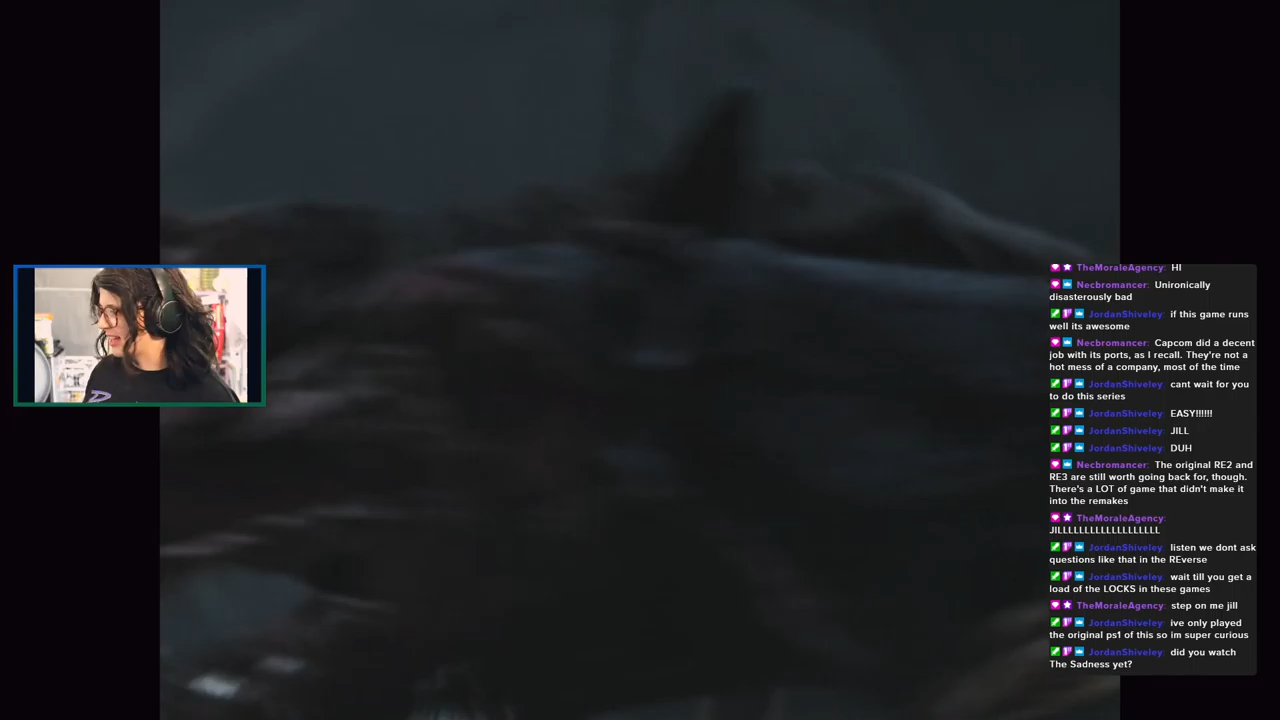 TheMoraleAgency: HI
Necbromancer: Unironically
disasterously bad
JordanShiveley: if this game runs
well its awesome
Necbromancer: Capcom did a decent
job with its ports, as I recall. They're not a
hot mess of a company, most of the time
JordanShiveley: cant wait for you
to do this series
JordanShiveley: EASY!!!!!!
JordanShiveley: JILL
JordanShiveley: DUH
Necbromancer: The original RE2 and
RE3 are still worth going back for, though.
There's a LOT of game that didn't make it
into the remakes
TheMoraleAgency:
JILLLLLLLLLLLLLLLLLL
JordanShiveley: listen we dont ask
questions like that in the REverse
JordanShiveley: wait till you get a
load of the LOCKS in these games
TheMoraleAgency: step on me jill
JordanShiveley: ive only played
the original ps1 of this so im super curious
JordanShiveley: did you watch
The Sadness yet?